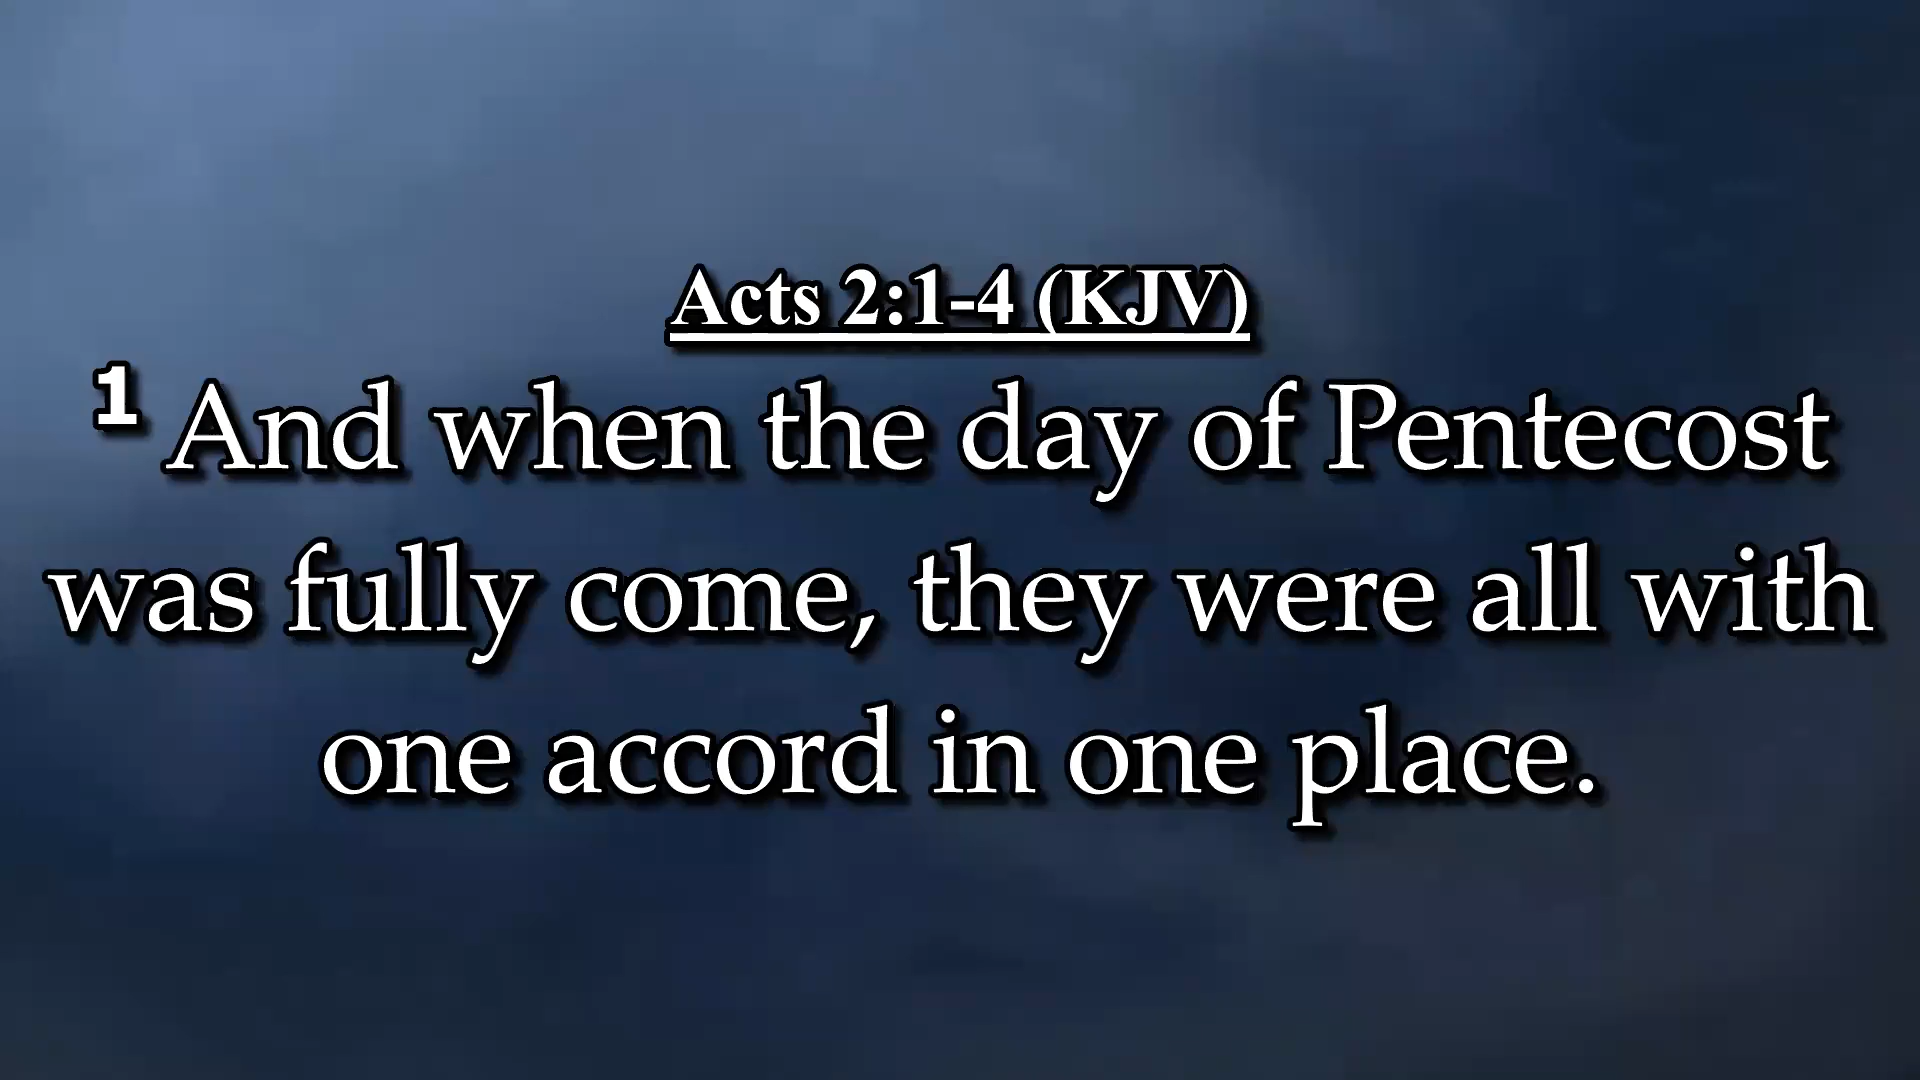 Acts 2:1-4 (KJV)
1 And when the day of Pentecost
was fully come, they were all with
one accord in one place.